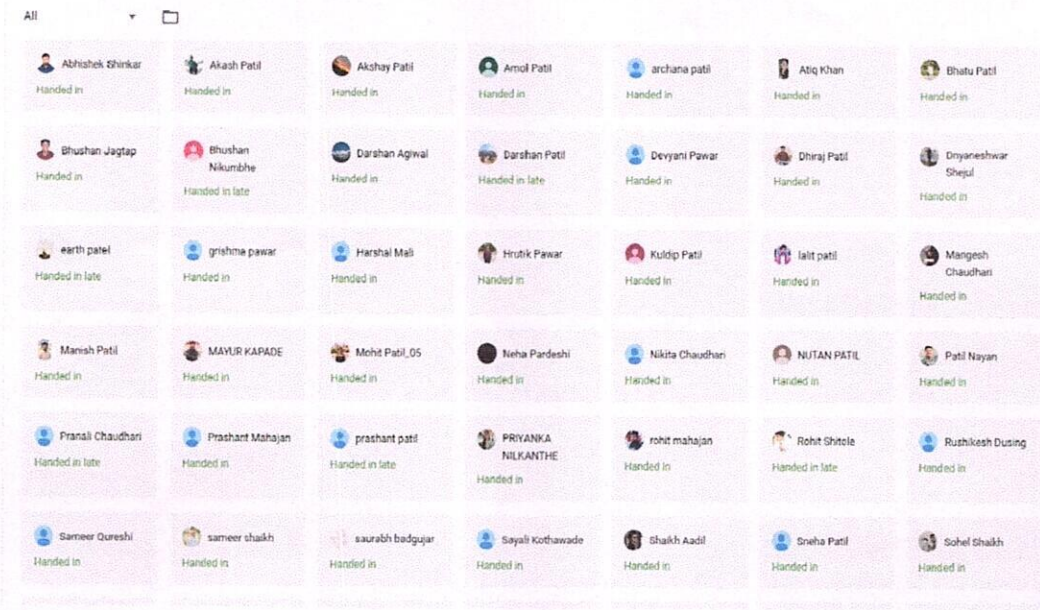 All
Abhishek Shinkar
Handed in
Akash Patil
Handed in
Akshay Patil
Handed in
Amol Patil
Handed in
archana patil
Handed in
Atiq Khan
Handed in
Bhatu Patil
Handed in
Bhushan Jagtap
Handed in
Bhushan
Nikumbhe
Handed in late
Darshan Agiwal
Handed in
Darshan Patil
Handed in late
Devyani Pawar
Handed in
Dhiraj Patil
Handed in
Dnyaneshwar
Shejul
Handed in
earth patel
Handed in late
grishma pawar
Handed in
Harshal Mali
Handed in
Hrutik Pawar
Handed in
Kuldip Patil
Handed in
lalit patil
Handed in
Mangesh
Chaudhari
Handed in
Manish Patil
Handed in
MAYUR KAPADE
Handed in
Mohit Patil_05
Handed in
Neha Pardeshi
Handed in
Nikita Chaudhari
Handed in
NUTAN PATIL
Handed in
Patil Nayan
Handed in
Pranali Chaudhari
Handed in late
Prashant Mahajan
Handed in
prashant patil
Handed in late
PRIYANKA
NILKANTHE
Handed in
rohit mahajan
Handed in
Rohit Shitole
Handed in late
Rushikesh Dusing
Handed in
Sameer Qureshi
Handed in
sameer shaikh
Handed in
saurabh badgujar
Handed in
Sayali Kothawade
Handed in
Shaikh Aadil
Handed in
Sneha Patil
Handed in
Sohel Shaikh
Handed in